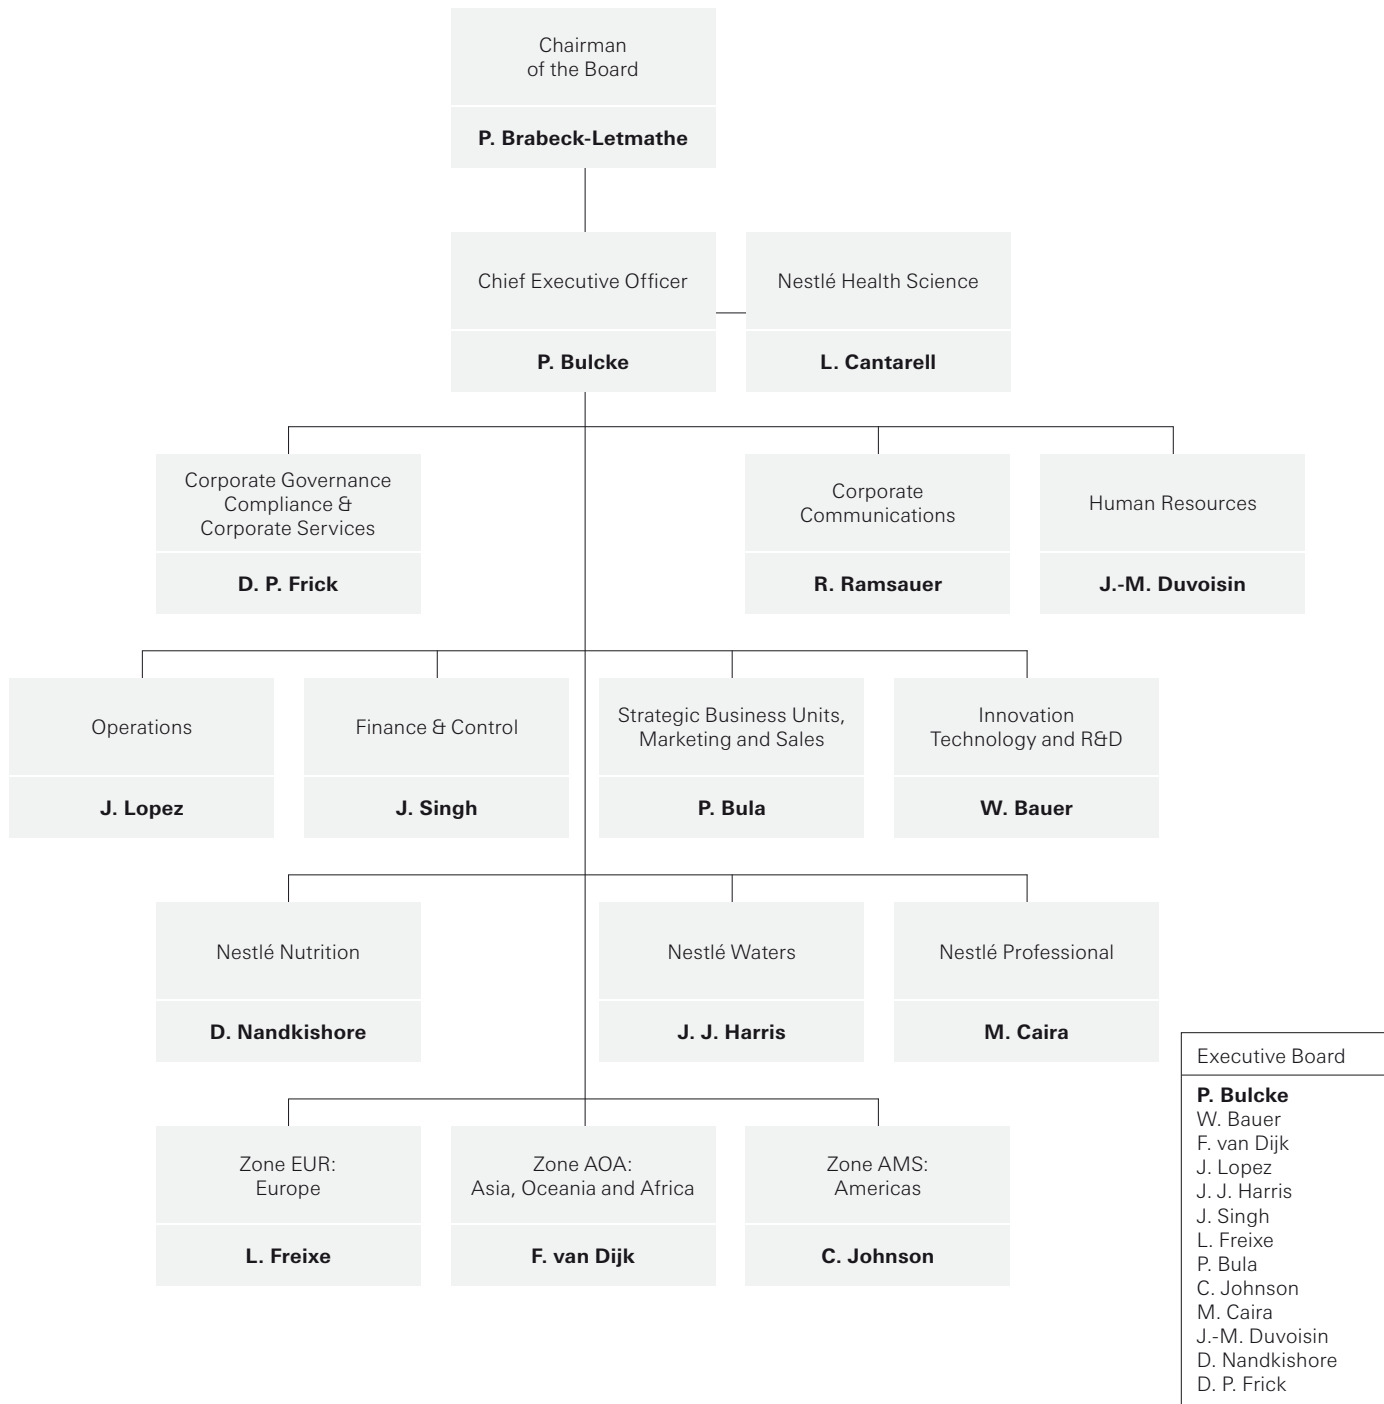 Chairman
of the Board
P. Brabeck-Letmathe
Chief Executive Officer
P. Bulcke
Nestlé Health Science
L. Cantarell
Corporate Governance
Compliance &
Corporate Services
D. P. Frick
Corporate
Communications
R. Ramsauer
Human Resources
J.-M. Duvoisin
Operations
J. Lopez
Finance & Control
J. Singh
Strategic Business Units,
Marketing and Sales
P. Bula
Innovation
Technology and R&D
W. Bauer
Nestlé Nutrition
D. Nandkishore
Nestlé Waters
J. J. Harris
Nestlé Professional
M. Caira
Zone EUR:
Europe
L. Freixe
Zone AOA:
Asia, Oceania and Africa
F. van Dijk
Zone AMS:
Americas
C. Johnson
Executive Board
P. Bulcke
W. Bauer
F. van Dijk
J. Lopez
J. J. Harris
J. Singh
L. Freixe
P. Bula
C. Johnson
M. Caira
J.-M. Duvoisin
D. Nandkishore
D. P. Frick